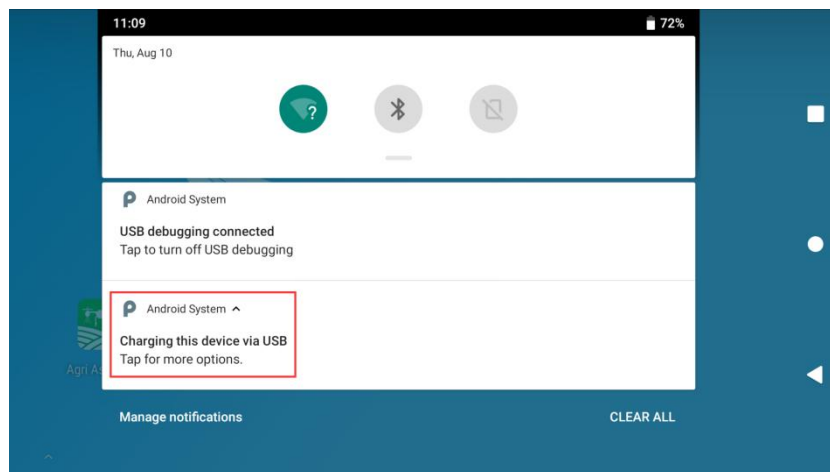 11:09
72%
Thu, Aug 10
?
Android System
USB debugging connected
Tap to turn off USB debugging
Android System
Charging this device via USB
Tap for more options.
Agri A
Manage notifications
CLEAR ALL